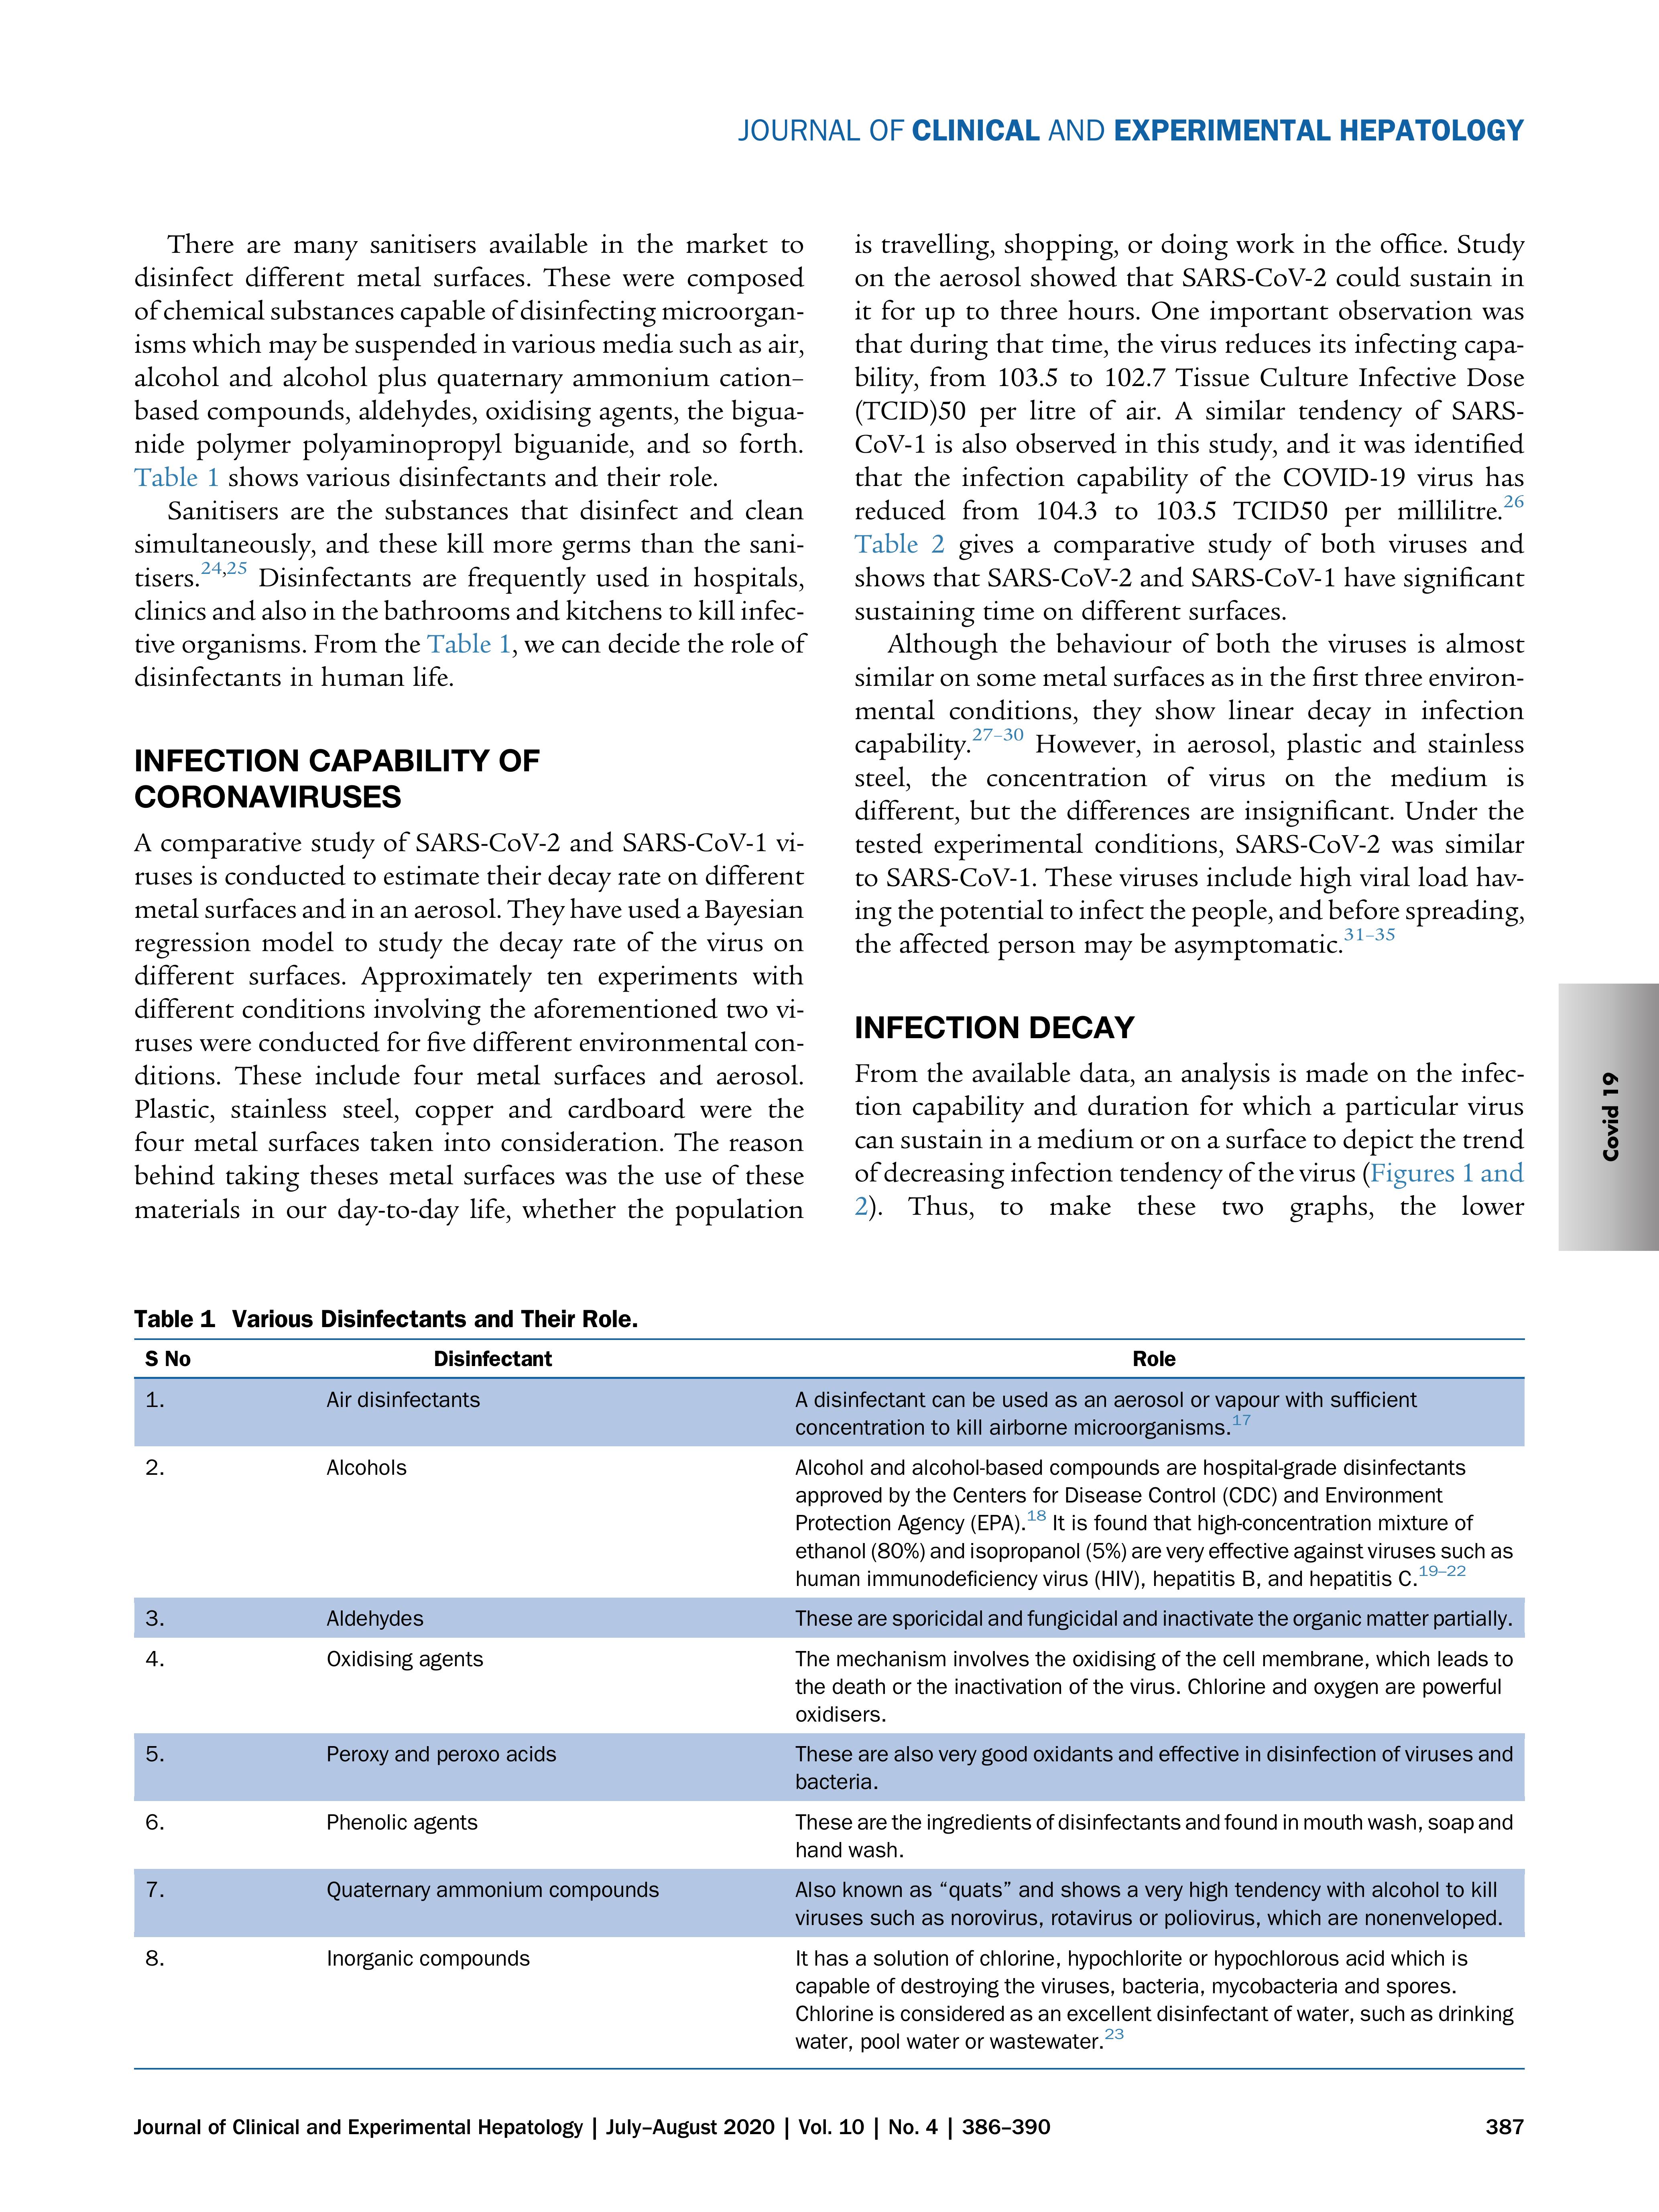 JOURNAL OF CLINICAL AND EXPERIMENTAL HEPATOLOGY
There are many sanitisers available in the market to
disinfect different metal surfaces. These were composed
of chemical substances capable of disinfecting microorgan-
isms which may be suspended in various media such as air,
alcohol and alcohol plus quaternary ammonium cation–
based compounds, aldehydes, oxidising agents, the bigua-
nide polymer polyaminopropyl biguanide, and so forth.
Table 1 shows various disinfectants and their role.
Sanitisers are the substances that disinfect and clean
simultaneously, and these kill more germs than the sani-
tisers.24,25 Disinfectants are frequently used in hospitals,
clinics and also in the bathrooms and kitchens to kill infec-
tive organisms. From the Table 1, we can decide the role of
disinfectants in human life.
INFECTION CAPABILITY OF
CORONAVIRUSES
A comparative study of SARS-CoV-2 and SARS-CoV-1 vi-
ruses is conducted to estimate their decay rate on different
metal surfaces and in an aerosol. They have used a Bayesian
regression model to study the decay rate of the virus on
different surfaces. Approximately ten experiments with
different conditions involving the aforementioned two vi-
ruses were conducted for five different environmental con-
ditions. These include four metal surfaces and aerosol.
Plastic, stainless steel, copper and cardboard were the
four metal surfaces taken into consideration. The reason
behind taking theses metal surfaces was the use of these
materials in our day-to-day life, whether the population
is travelling, shopping, or doing work in the office. Study
on the aerosol showed that SARS-CoV-2 could sustain in
it for up to three hours. One important observation was
that during that time, the virus reduces its infecting capa-
bility, from 103.5 to 102.7 Tissue Culture Infective Dose
(TCID)50 per litre of air. A similar tendency of SARS-
CoV-1 is also observed in this study, and it was identified
that the infection capability of the COVID-19 virus has
reduced from 104.3 to 103.5 TCID50 per millilitre.26
Table 2 gives a comparative study of both viruses and
shows that SARS-CoV-2 and SARS-CoV-1 have significant
sustaining time on different surfaces.
Although the behaviour of both the viruses is almost
similar on some metal surfaces as in the first three environ-
mental conditions, they show linear decay in infection
capability.27–30 However, in aerosol, plastic and stainless
steel, the concentration of virus on the medium is
different, but the differences are insignificant. Under the
tested experimental conditions, SARS-CoV-2 was similar
to SARS-CoV-1. These viruses include high viral load hav-
ing the potential to infect the people, and before spreading,
the affected person may be asymptomatic.31–35
INFECTION DECAY
From the available data, an analysis is made on the infec-
tion capability and duration for which a particular virus
can sustain in a medium or on a surface to depict the trend
of decreasing infection tendency of the virus (Figures 1 and
2). Thus, to make these two graphs, the lower
Covid 19
Table 1 Various Disinfectants and Their Role.
S No Disinfectant Role
1. Air disinfectants A disinfectant can be used as an aerosol or vapour with sufficient
concentration to kill airborne microorganisms.17
2. Alcohols Alcohol and alcohol-based compounds are hospital-grade disinfectants
approved by the Centers for Disease Control (CDC) and Environment
Protection Agency (EPA).18 It is found that high-concentration mixture of
ethanol (80%) and isopropanol (5%) are very effective against viruses such as
human immunodeficiency virus (HIV), hepatitis B, and hepatitis C.19–22
3. Aldehydes These are sporicidal and fungicidal and inactivate the organic matter partially.
4. Oxidising agents The mechanism involves the oxidising of the cell membrane, which leads to
the death or the inactivation of the virus. Chlorine and oxygen are powerful
oxidisers.
5. Peroxy and peroxo acids These are also very good oxidants and effective in disinfection of viruses and
bacteria.
6. Phenolic agents These are the ingredients of disinfectants and found in mouth wash, soap and
hand wash.
7. Quaternary ammonium compounds Also known as “quats” and shows a very high tendency with alcohol to kill
viruses such as norovirus, rotavirus or poliovirus, which are nonenveloped.
8. Inorganic compounds It has a solution of chlorine, hypochlorite or hypochlorous acid which is
capable of destroying the viruses, bacteria, mycobacteria and spores.
Chlorine is considered as an excellent disinfectant of water, such as drinking
water, pool water or wastewater.23
Journal of Clinical and Experimental Hepatology | July–August 2020 | Vol. 10 | No. 4 | 386–390 387